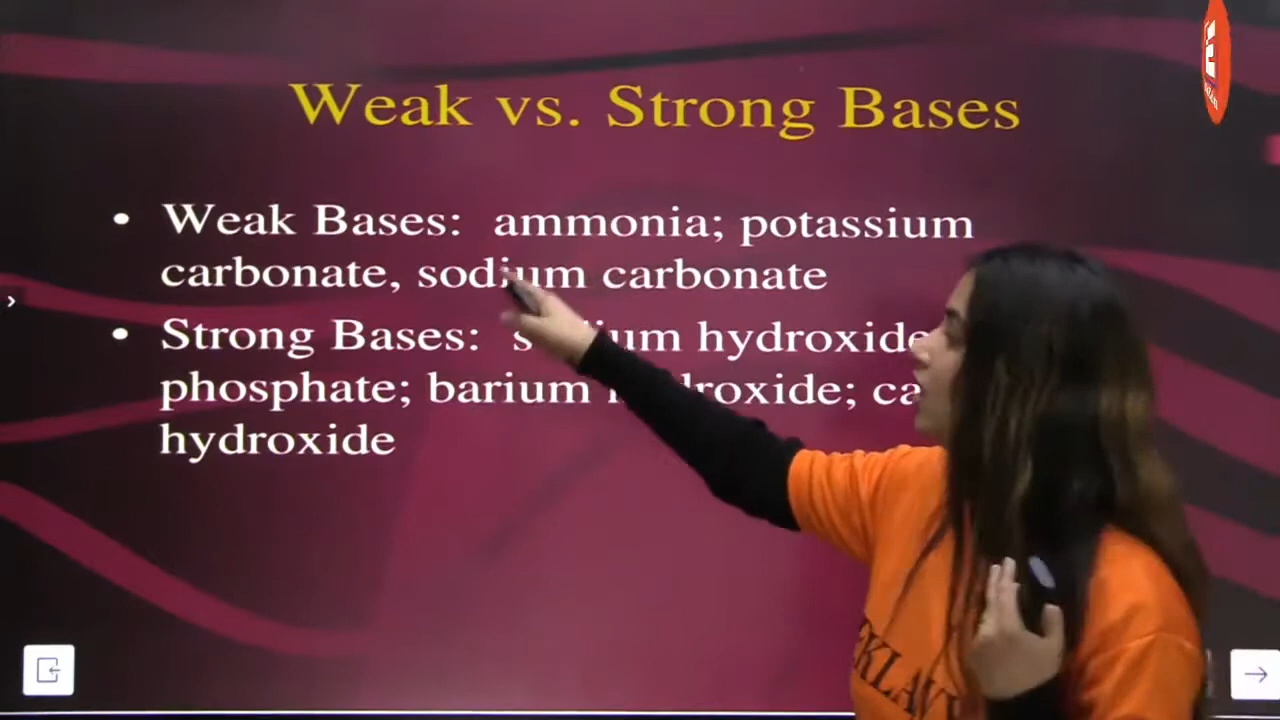 Weak vs. Strong Bases
• Weak Bases: ammonia; potassium
carbonate, sodium carbonate
• Strong Bases: hydroxide
phosphate; barium
hydroxide